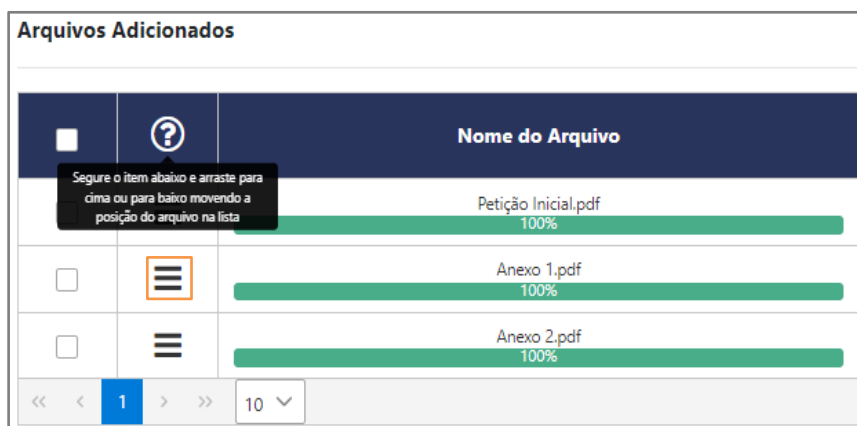 Arquivos Adicionados
Nome do Arquivo
Segure o item abaixo e arraste para
cima ou para baixo movendo a
posição do arquivo na lista
Petição Inicial.pdf
100%
Anexo 1.pdf
100%
Anexo 2.pdf
100%
<< < 1 > >> 10